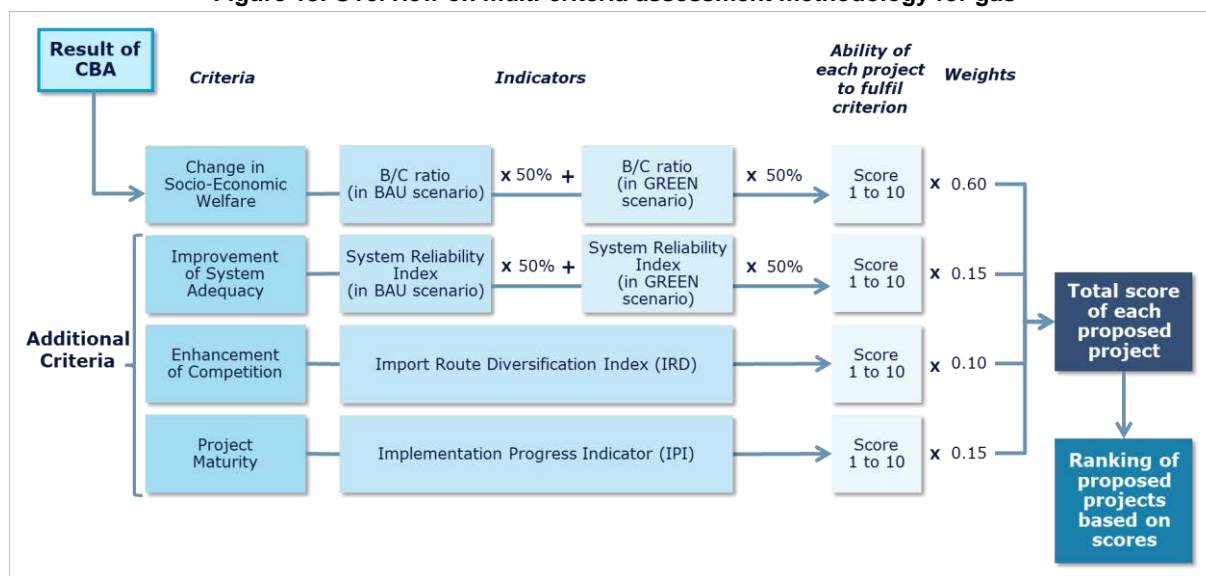 Result of
CBA
Criteria
Indicators
Ability of
each project
to fulfil
criterion
Weights
Change in
Socio-Economic
Welfare
B/C ratio
(in BAU scenario)
x 50% +
B/C ratio
(in GREEN
scenario)
x 50%
Score
1 to 10
x 0.60
Additional
Criteria
Improvement
of System
Adequacy
System Reliability
Index
(in BAU scenario)
x 50% +
System Reliability
Index
(in GREEN
scenario)
x 50%
Score
1 to 10
x 0.15
Enhancement
of Competition
Import Route Diversification Index (IRD)
Score
1 to 10
x 0.10
Project
Maturity
Implementation Progress Indicator (IPI)
Score
1 to 10
x 0.15
Total score
of each
proposed
project
Ranking of
proposed
projects
based on
scores